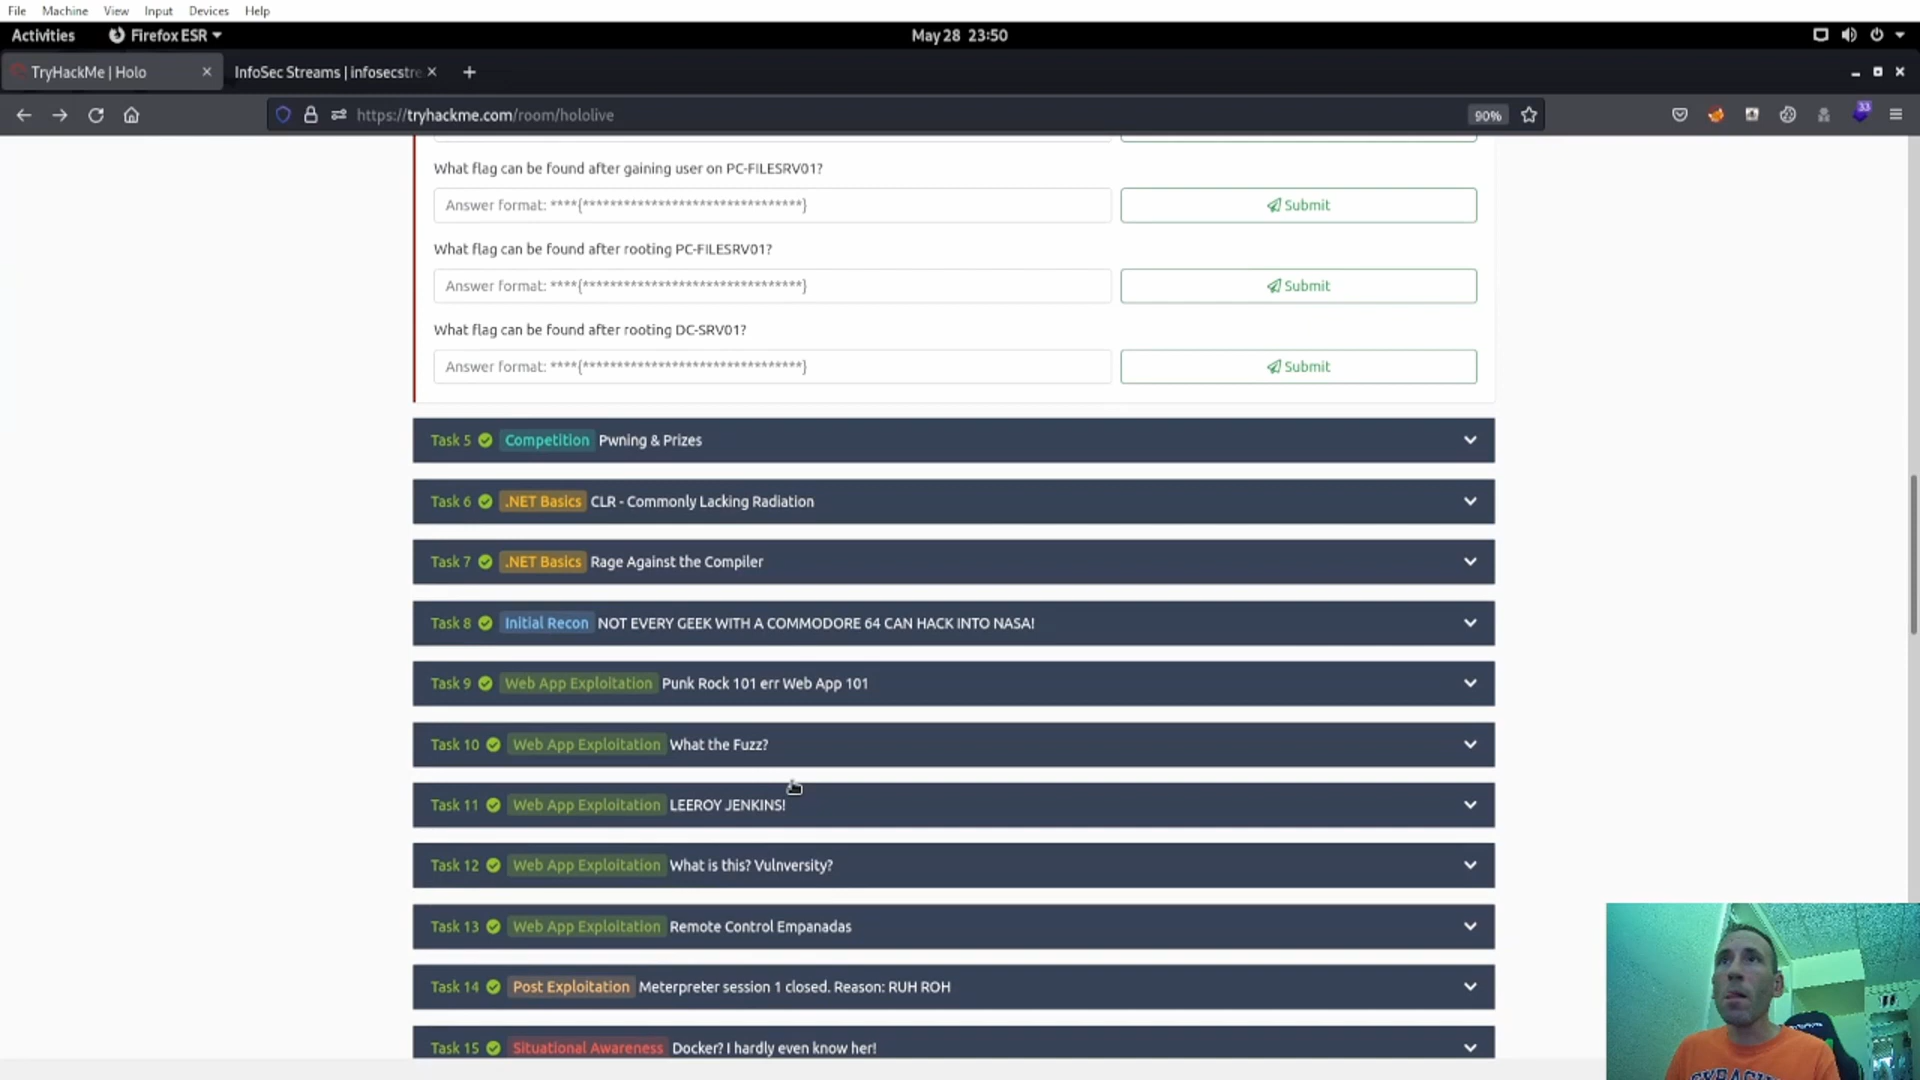 File Machine View Input Devices Help
Activities Firefox ESR May 28 23:50
TryHackMe | Holo InfoSec Streams | infosecstre
https://tryhackme.com/room/hololive 90% 33
What flag can be found after gaining user on PC-FILESRV01?
Answer format: ****{********************************} Submit
What flag can be found after rooting PC-FILESRV01?
Answer format: ****{********************************} Submit
What flag can be found after rooting DC-SRV01?
Answer format: ****{********************************} Submit
Task 5 Competition Pwning & Prizes
Task 6 .NET Basics CLR - Commonly Lacking Radiation
Task 7 .NET Basics Rage Against the Compiler
Task 8 Initial Recon NOT EVERY GEEK WITH A COMMODORE 64 CAN HACK INTO NASA!
Task 9 Web App Exploitation Punk Rock 101 err Web App 101
Task 10 Web App Exploitation What the Fuzz?
Task 11 Web App Exploitation LEEROY JENKINS!
Task 12 Web App Exploitation What is this? Vulnversity?
Task 13 Web App Exploitation Remote Control Empanadas
Task 14 Post Exploitation Meterpreter session 1 closed. Reason: RUH ROH
Task 15 Situational Awareness Docker? I hardly even know her!